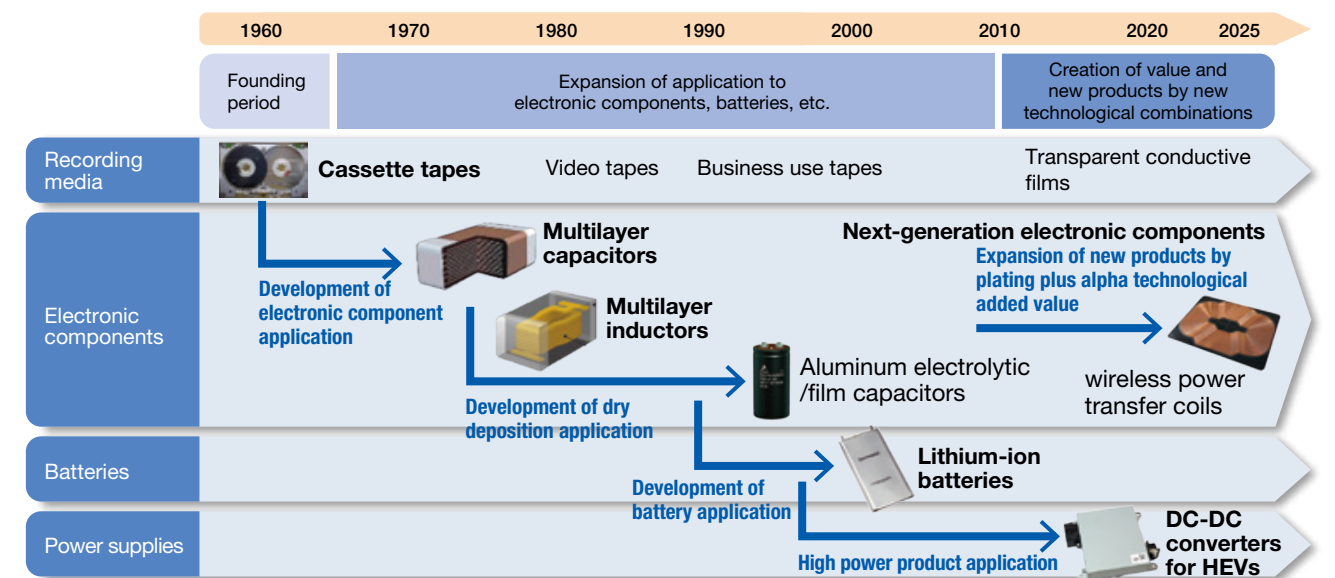 1960 1970 1980 1990 2000 2010 2020 2025
Founding
period
Expansion of application to
electronic components, batteries, etc.
Creation of value and
new products by new
technological combinations
Recording
media
Cassette tapes
Video tapes
Business use tapes
Transparent conductive
films
Electronic
components
Development of
electronic component
application
Multilayer
capacitors
Multilayer
inductors
Development of dry
deposition application
Aluminum electrolytic
/film capacitors
Next-generation electronic components
Expansion of new products by
plating plus alpha technological
added value
wireless power
transfer coils
Batteries
Development of
battery application
Lithium-ion
batteries
Power supplies
High power product application
DC-DC
converters
for HEVs